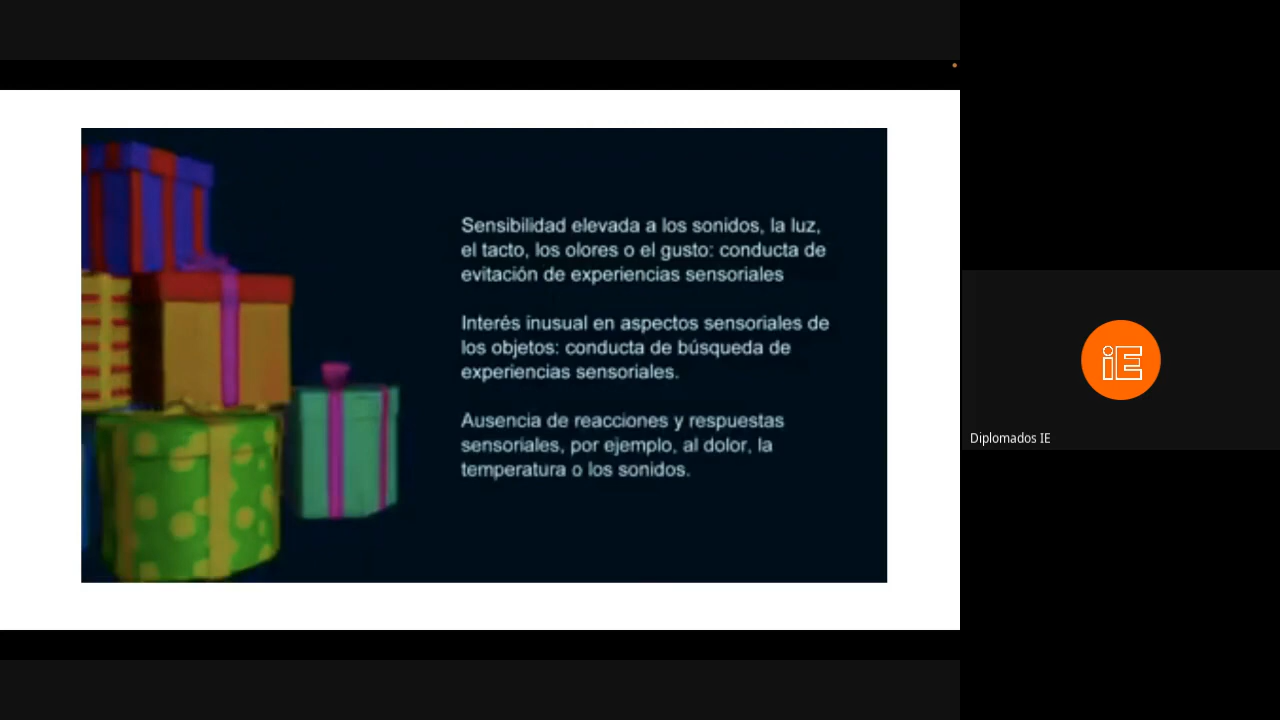 Sensibilidad elevada a los sonidos, la luz,
el tacto, los olores o el gusto: conducta de
evitación de experiencias sensoriales
Interés inusual en aspectos sensoriales de
los objetos: conducta de búsqueda de
experiencias sensoriales.
Ausencia de reacciones y respuestas
sensoriales, por ejemplo, al dolor, la
temperatura o los sonidos.
iE
Diplomados IE